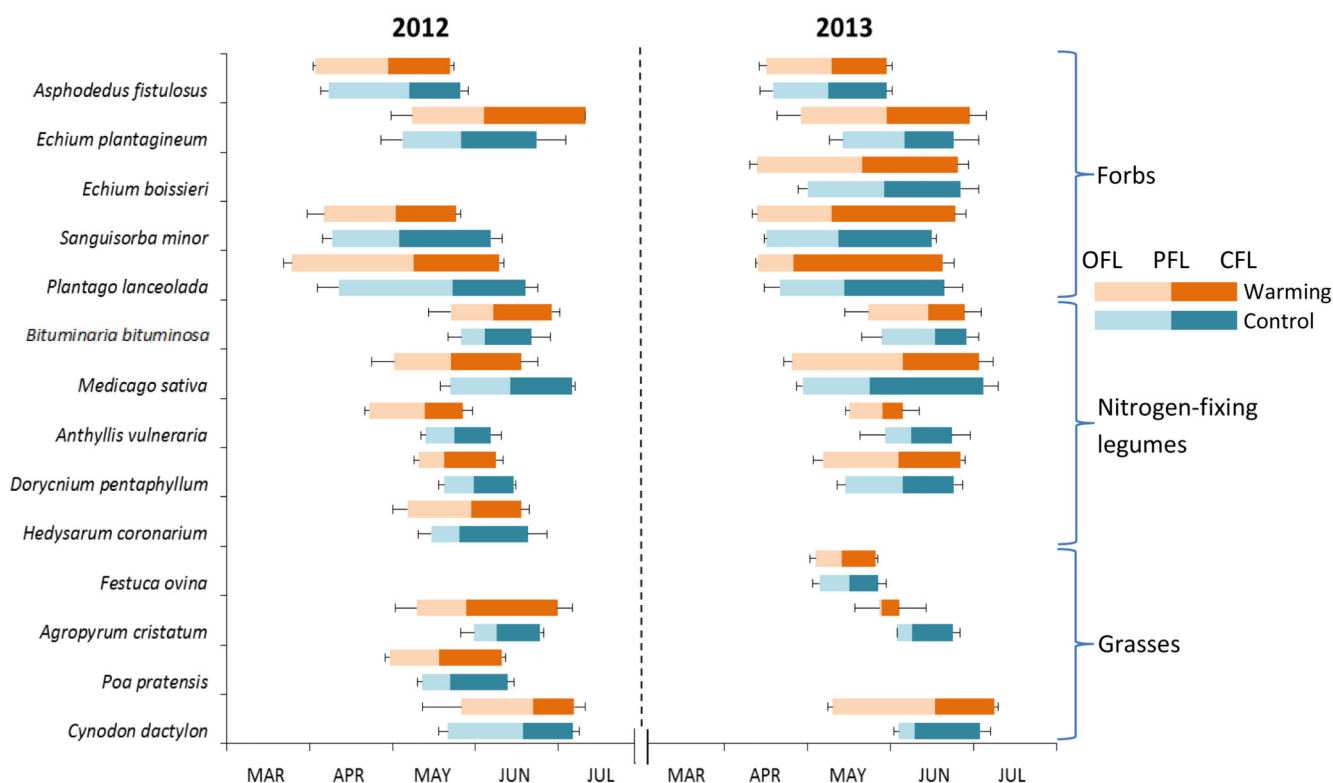 2012 2013
Asphodedus fistulosus
Echium plantagineum
Echium boissieri
Forbs
Sanguisorba minor
OFL PFL CFL
Plantago lanceolada
Warming
Control
Bituminaria bituminosa
Medicago sativa
Nitrogen-fixing
legumes
Anthyllis vulneraria
Dorycnium pentaphyllum
Hedysarum coronarium
Festuca ovina
Agropyrum cristatum
Grasses
Poa pratensis
Cynodon dactylon
MAR APR MAY JUN JUL MAR APR MAY JUN JUL